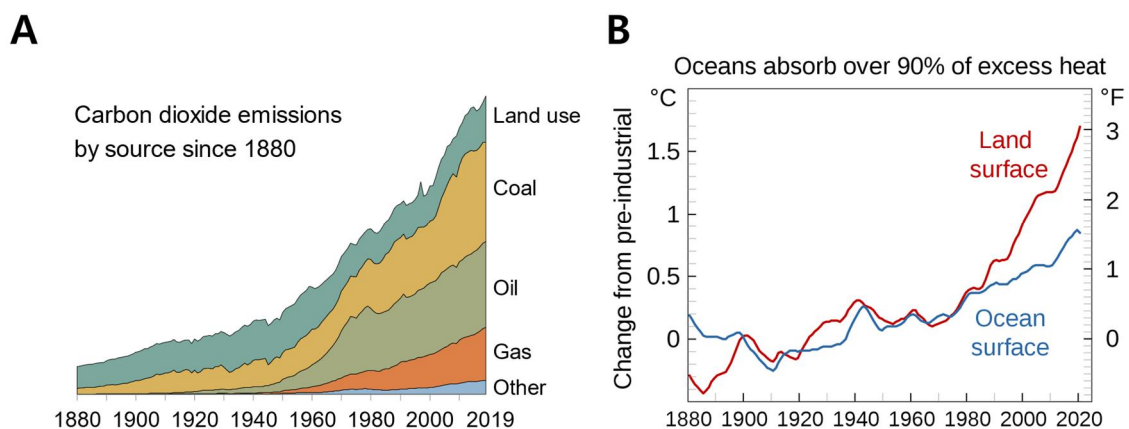 A
Carbon dioxide emissions
by source since 1880
Land use
Coal
Oil
Gas
Other
1880 1900 1920 1940 1960 1980 2000 2019
B
Oceans absorb over 90% of excess heat
°C
°F
Change from pre-industrial
1.5
1
0.5
0
3
2
1
0
Land
surface
Ocean
surface
1880 1900 1920 1940 1960 1980 2000 2020